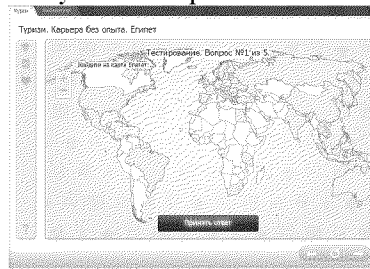 Туризм. Карьера без опыта. Египет
Тестирование. Вопрос №1 из 5.
Найдите на карте Египет
Принять ответ